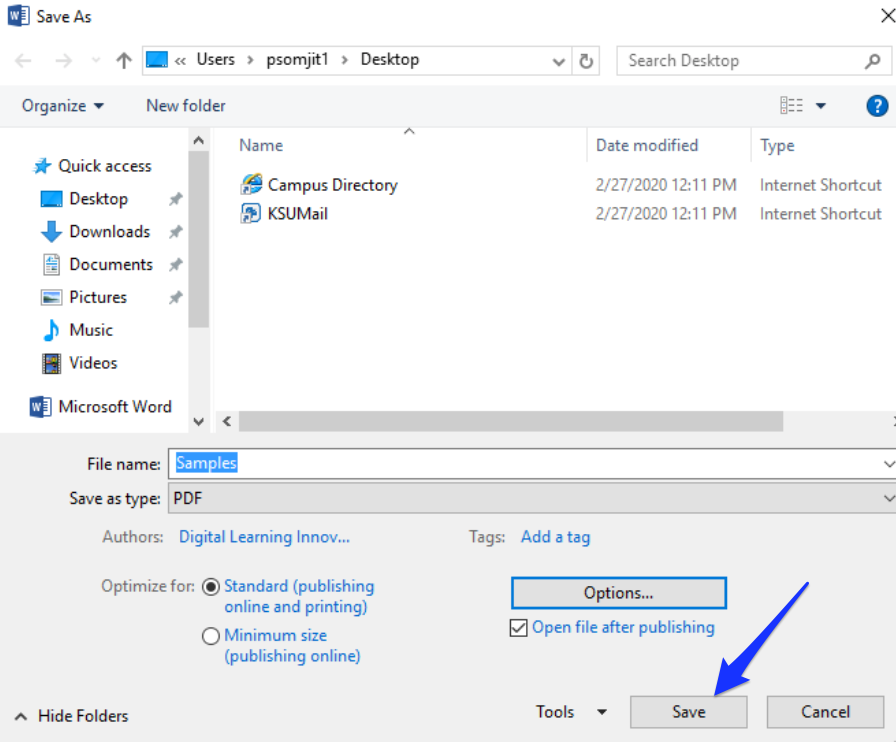 Save As
« Users > psomjit1 > Desktop
Search Desktop
Organize
New folder
?
Name
Date modified
Type
Quick access
Desktop
Downloads
Documents
Pictures
Music
Videos
Microsoft Word
Campus Directory
2/27/2020 12:11 PM
Internet Shortcut
KSUMail
2/27/2020 12:11 PM
Internet Shortcut
File name: Samples
Save as type: PDF
Authors: Digital Learning Innov...
Tags: Add a tag
Optimize for:
Standard (publishing
online and printing)
Minimum size
(publishing online)
Options...
Open file after publishing
Hide Folders
Tools
Save
Cancel